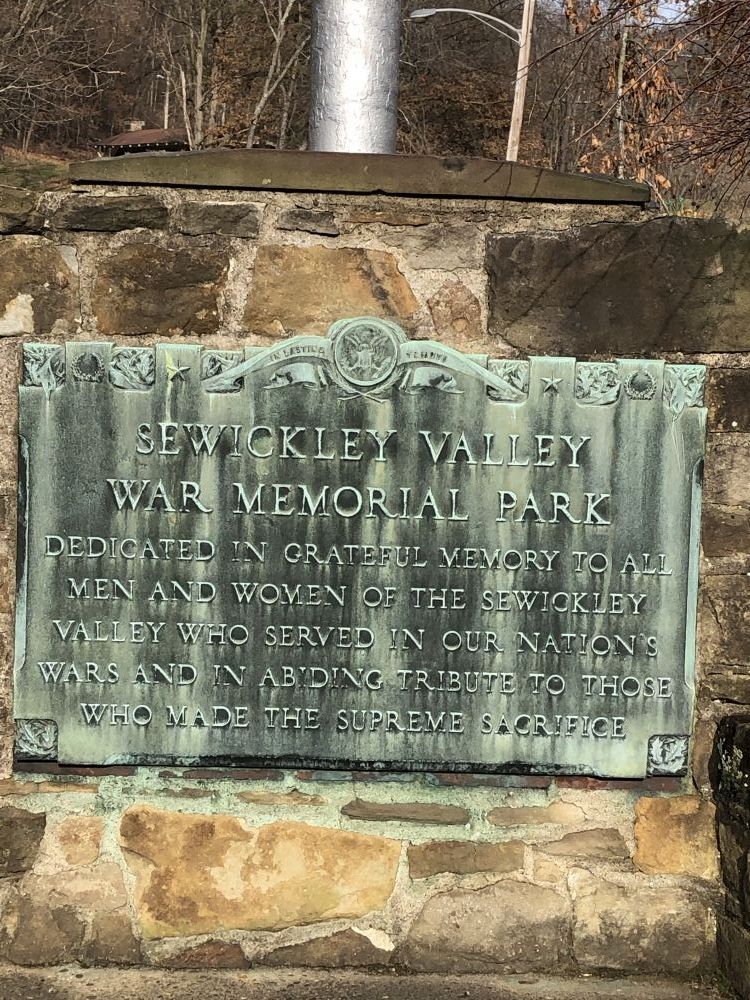 IN LASTING TRIBUTE
SEWICKLEY VALLEY
WAR MEMORIAL PARK
DEDICATED IN GRATEFUL MEMORY TO ALL
MEN AND WOMEN OF THE SEWICKLEY
VALLEY WHO SERVED IN OUR NATION'S
WARS AND IN ABIDING TRIBUTE TO THOSE
WHO MADE THE SUPREME SACRIFICE